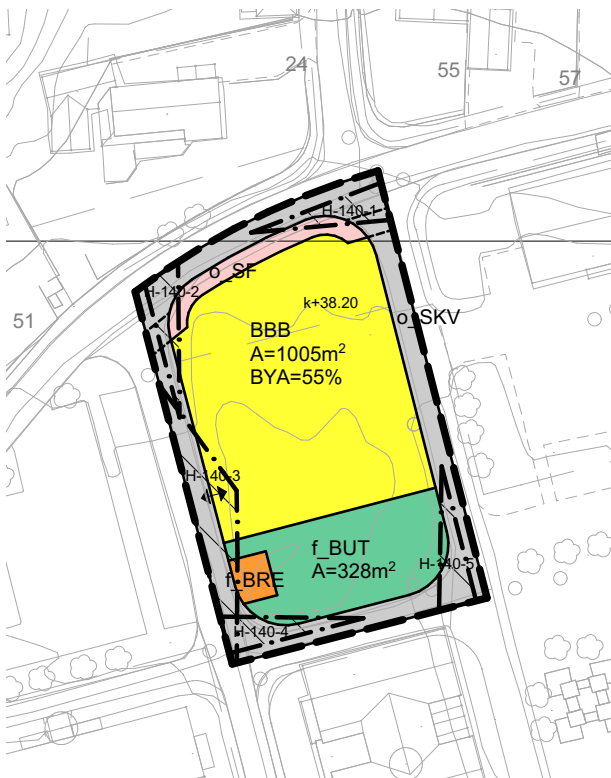 24
55
57
H-140-1
o_SF
H-140-2
k+38.20
51
o_SKV
BBB
A=1005m²
BYA=55%
H-140-3
f_BUT
A=328m²
H-140-5
f_BRE
H-140-4